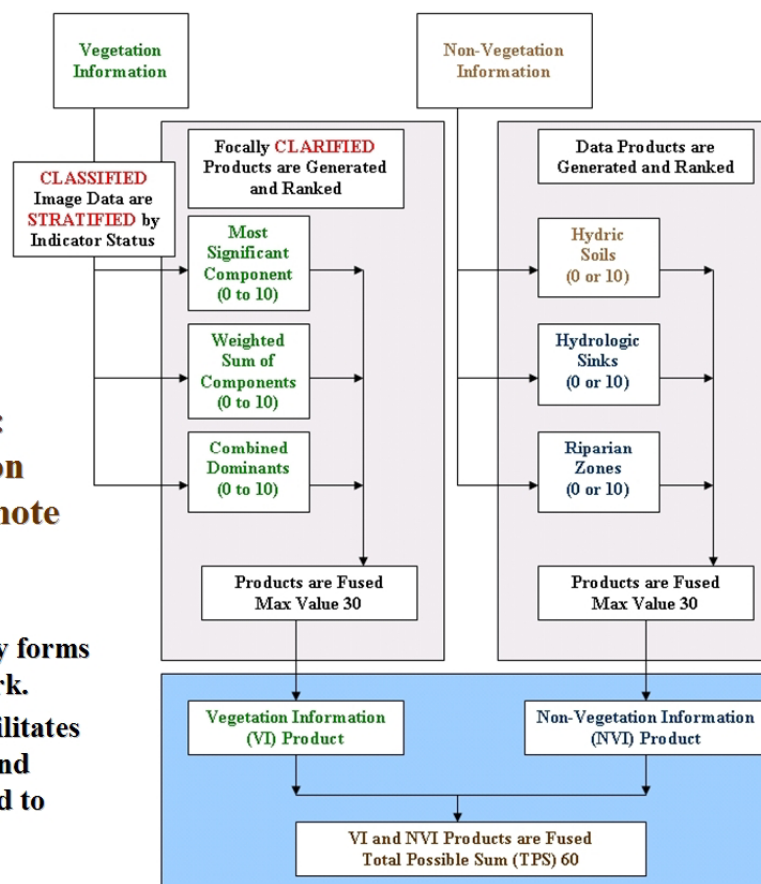 Vegetation
Information
Non-Vegetation
Information
CLASSIFIED
Image Data are
STRATIFIED by
Indicator Status
Focally CLARIFIED
Products are Generated
and Ranked
Most
Significant
Component
(0 to 10)
Weighted
Sum of
Components
(0 to 10)
Combined
Dominants
(0 to 10)
Products are Fused
Max Value 30
Data Products are
Generated and Ranked
Hydric
Soils
(0 or 10)
Hydrologic
Sinks
(0 or 10)
Riparian
Zones
(0 or 10)
Products are Fused
Max Value 30
Vegetation Information
(VI) Product
Non-Vegetation Information
(NVI) Product
VI and NVI Products are Fused
Total Possible Sum (TPS) 60
:
on
note
y forms
rk.
ilitates
nd
d to